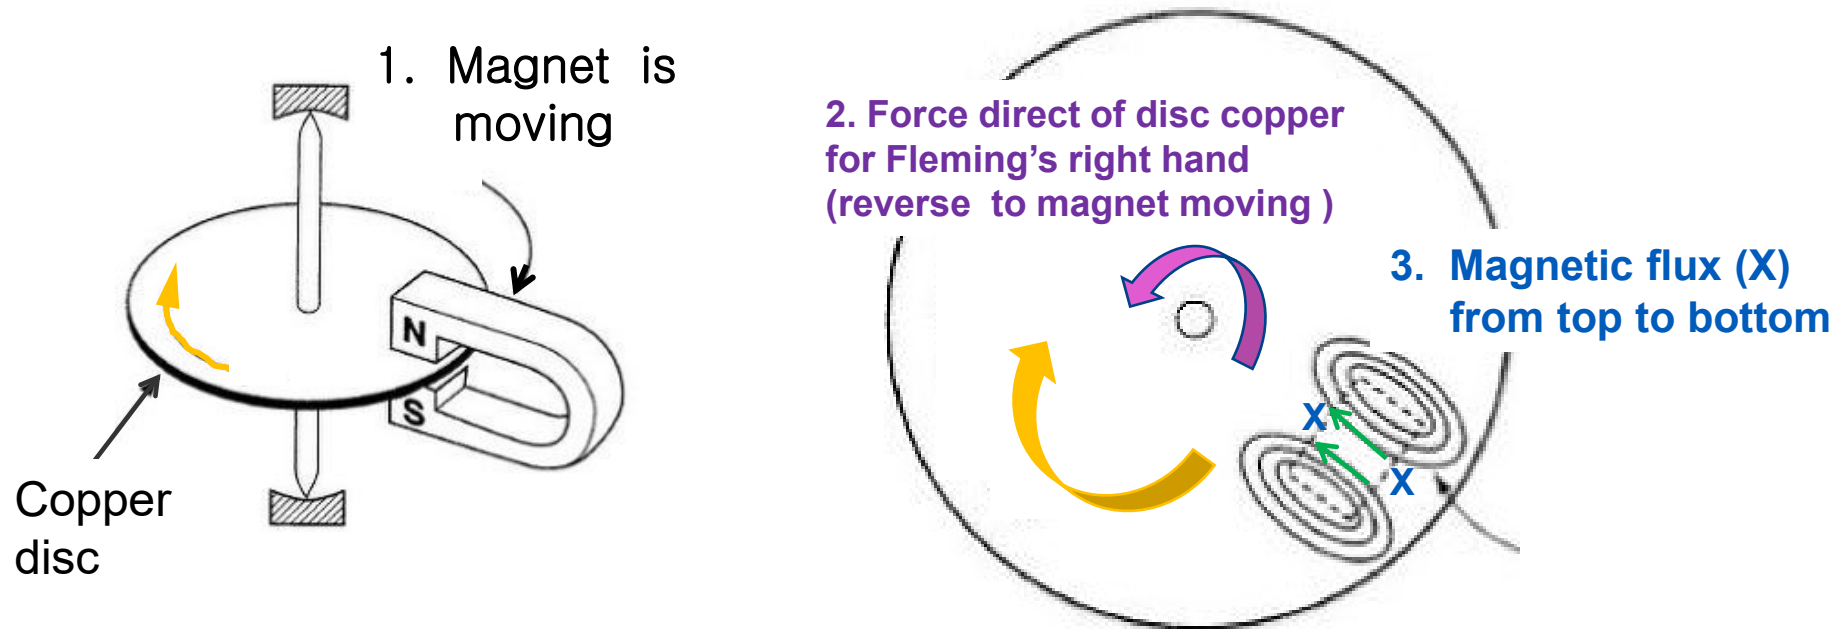 1. Magnet is
moving
N
S
Copper
disc
2. Force direct of disc copper
for Fleming's right hand
(reverse to magnet moving )
3. Magnetic flux (X)
from top to bottom
X
X